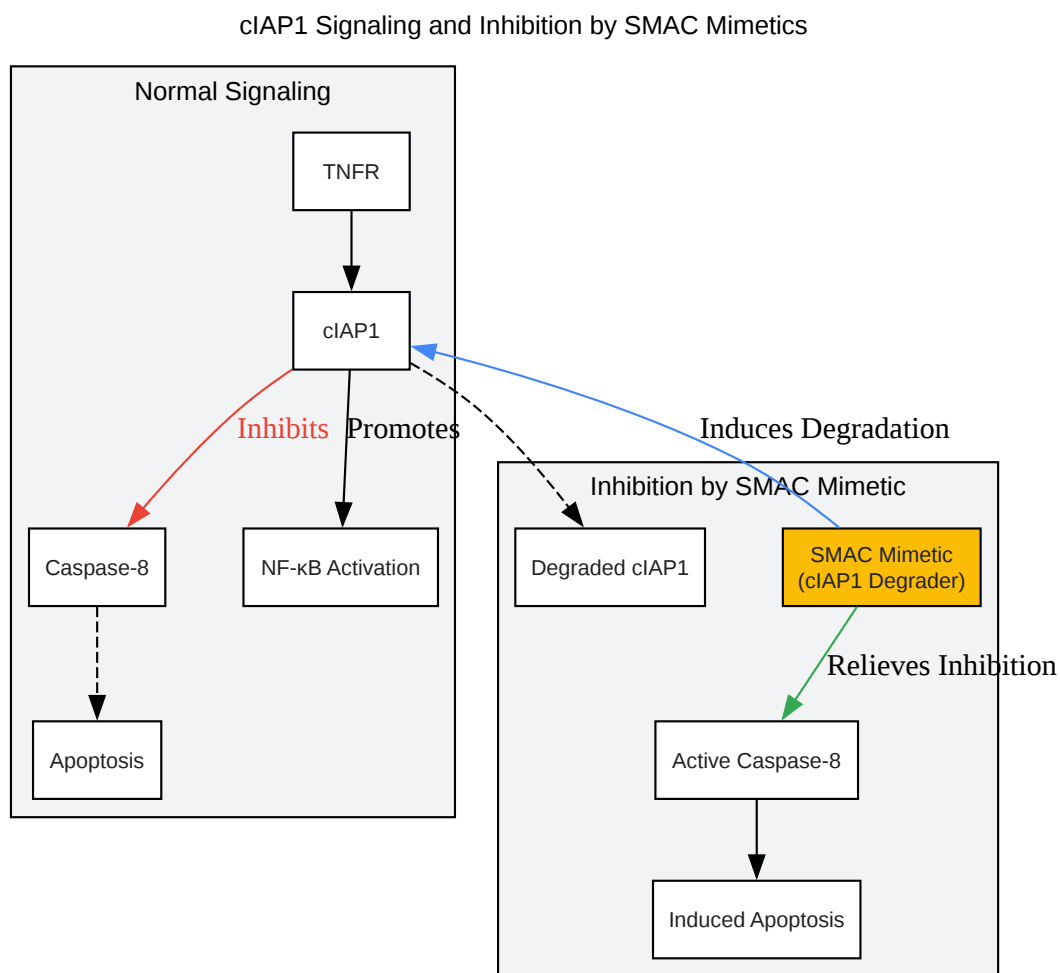 cIAP1 Signaling and Inhibition by SMAC Mimetics
Normal Signaling
TNFR
cIAP1
Inhibits
Promotes
Induces Degradation
Inhibition by SMAC Mimetic
Caspase-8
NF-κB Activation
Degraded cIAP1
SMAC Mimetic
(cIAP1 Degrader)
Relieves Inhibition
Apoptosis
Active Caspase-8
Induced Apoptosis